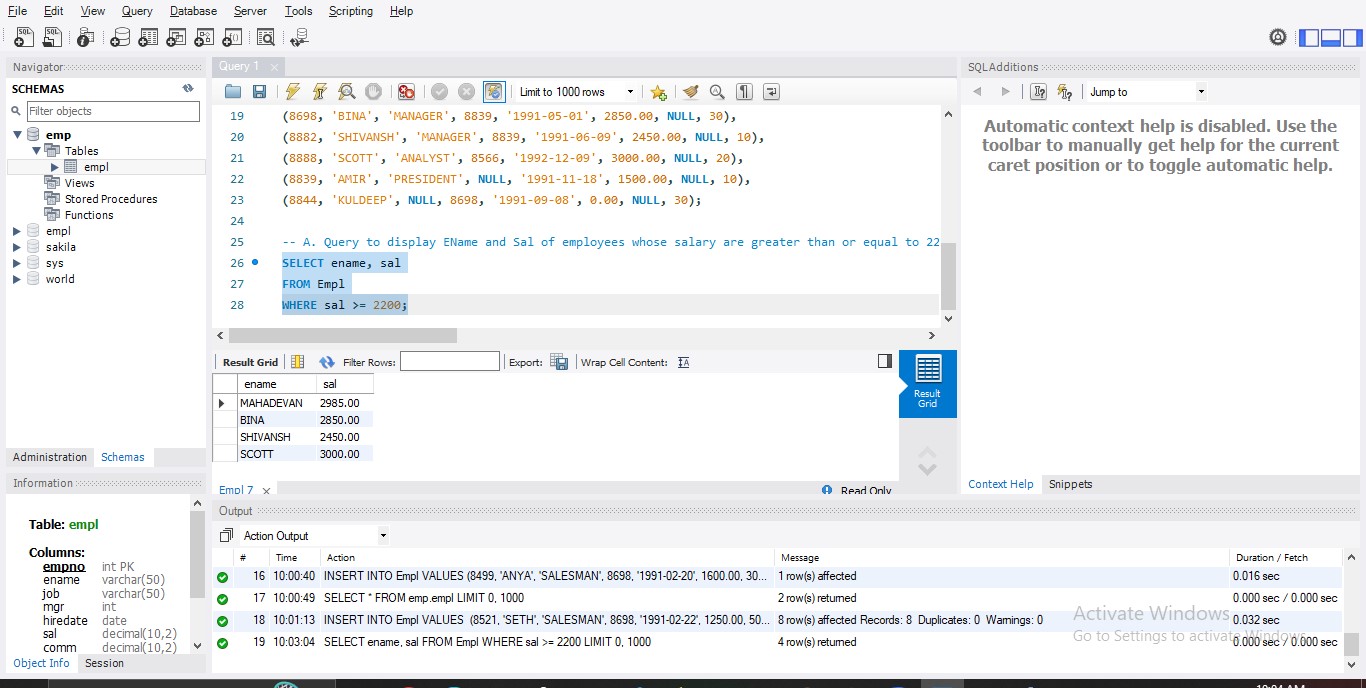 File Edit View Query Database Server Tools Scripting Help
Navigator
SCHEMAS
Filter objects
emp
Tables
empl
Views
Stored Procedures
Functions
empl
sakila
sys
world
Administration Schemas
Information
Table: empl
Columns:
empno int PK
ename varchar(50)
job varchar(50)
mgr int
hiredate date
sal decimal(10,2)
comm decimal(10,2)
Object Info Session
Query 1
Limit to 1000 rows
19 (8698, 'BINA', 'MANAGER', 8839, '1991-05-01', 2850.00, NULL, 30),
20 (8882, 'SHIVANSH', 'MANAGER', 8839, '1991-06-09', 2450.00, NULL, 10),
21 (8888, 'SCOTT', 'ANALYST', 8566, '1992-12-09', 3000.00, NULL, 20),
22 (8839, 'AMIR', 'PRESIDENT', NULL, '1991-11-18', 1500.00, NULL, 10),
23 (8844, 'KULDEEP', NULL, 8698, '1991-09-08', 0.00, NULL, 30);
24
25 -- A. Query to display EName and Sal of employees whose salary are greater than or equal to 22
26 SELECT ename, sal
27 FROM Empl
28 WHERE sal >= 2200;
Result Grid Filter Rows: Export: Wrap Cell Content:
ename sal
MAHADEVAN 2985.00
BINA 2850.00
SHIVANSH 2450.00
SCOTT 3000.00
Result
Grid
Empl 7 Read Only
SQLAdditions
Jump to
Automatic context help is disabled. Use the
toolbar to manually get help for the current
caret position or to toggle automatic help.
Context Help Snippets
Output
Action Output
# Time Action Message Duration / Fetch
16 10:00:40 INSERT INTO Empl VALUES (8499, 'ANYA', 'SALESMAN', 8698, '1991-02-20', 1600.00, 30... 1 row(s) affected 0.016 sec
17 10:00:49 SELECT * FROM emp.empl LIMIT 0, 1000 2 row(s) returned 0.000 sec / 0.000 sec
18 10:01:13 INSERT INTO Empl VALUES (8521, 'SETH', 'SALESMAN', 8698, '1991-02-22', 1250.00, 50... 8 row(s) affected Records: 8 Duplicates: 0 Warnings: 0 0.032 sec
19 10:03:04 SELECT ename, sal FROM Empl WHERE sal >= 2200 LIMIT 0, 1000 4 row(s) returned 0.000 sec / 0.000 sec
Activate Windows
Go to Settings to activate Windows.